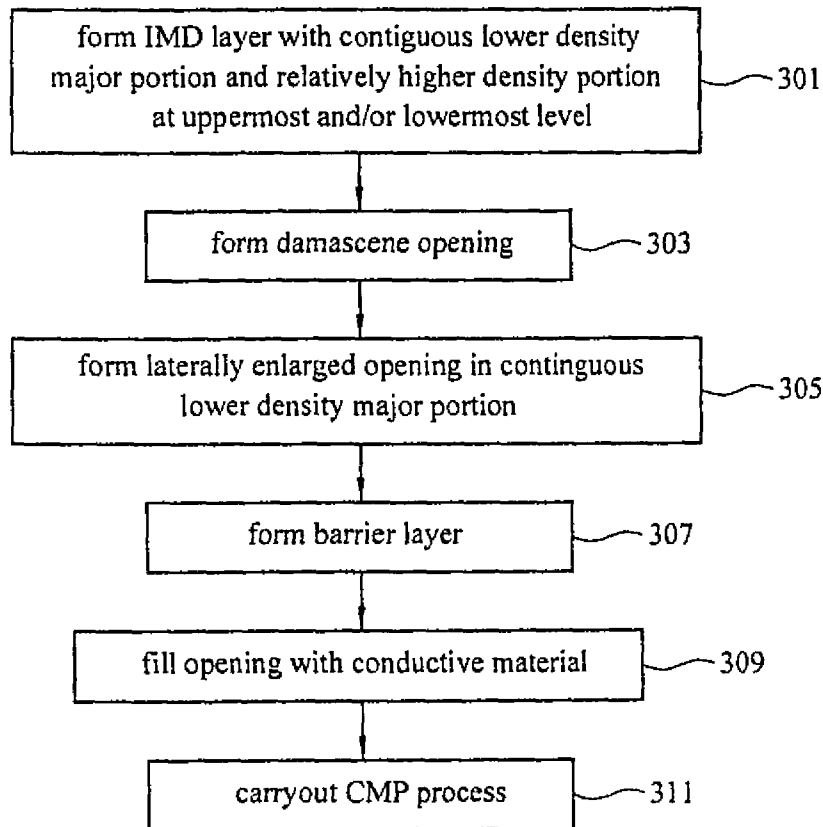 form IMD layer with contiguous lower density
major portion and relatively higher density portion
at uppermost and/or lowermost level
301
form damascene opening
303
form laterally enlarged opening in continguous
lower density major portion
305
form barrier layer
307
fill opening with conductive material
309
carryout CMP process
311